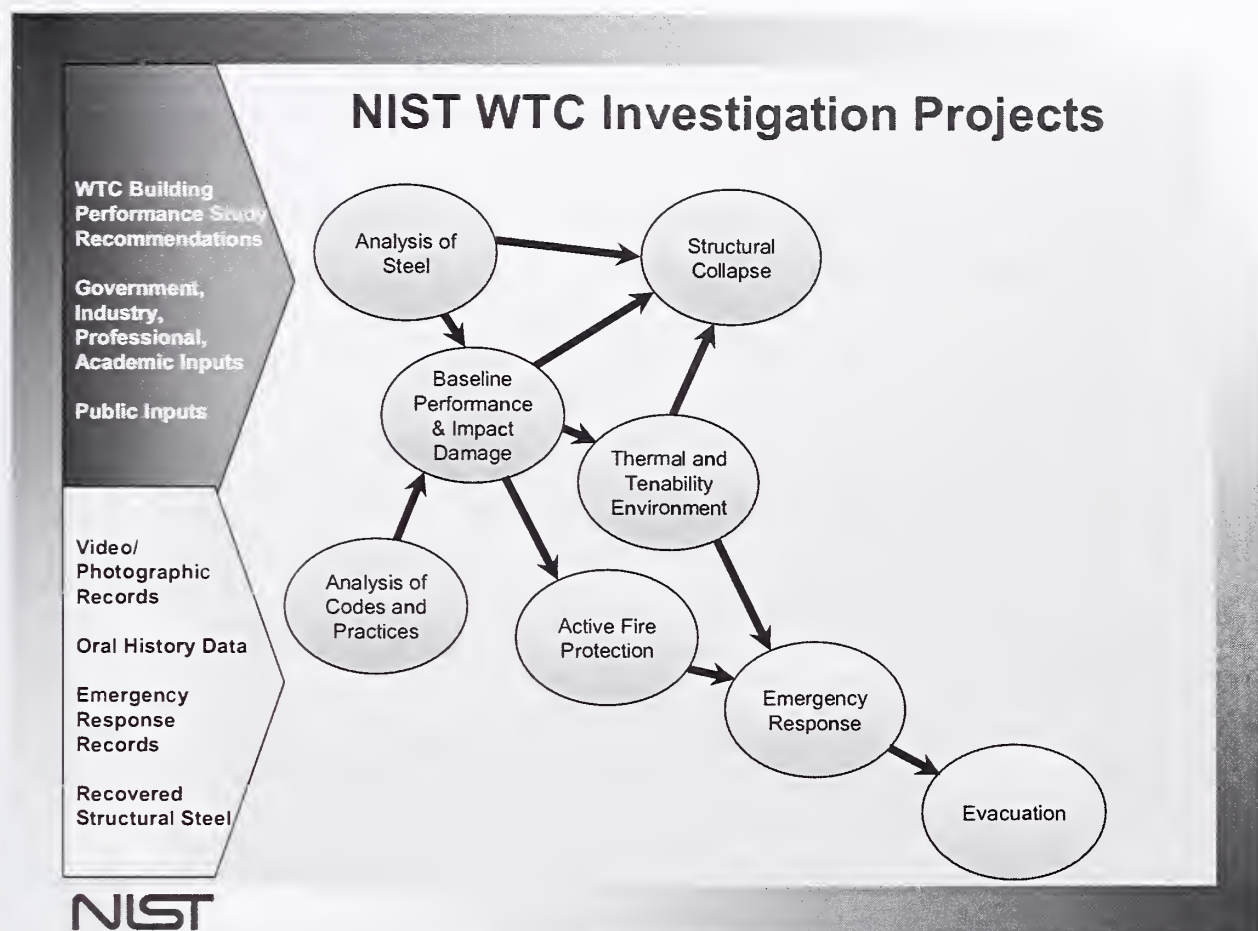 NIST WTC Investigation Projects
WTC Building
Performance Study
Recommendations
Government,
Industry,
Professional,
Academic Inputs
Public Inputs
Video/
Photographic
Records
Oral History Data
Emergency
Response
Records
Recovered
Structural Steel
Analysis of
Steel
Structural
Collapse
Baseline
Performance
& Impact
Damage
Thermal and
Tenability
Environment
Analysis of
Codes and
Practices
Active Fire
Protection
Emergency
Response
Evacuation
NIST